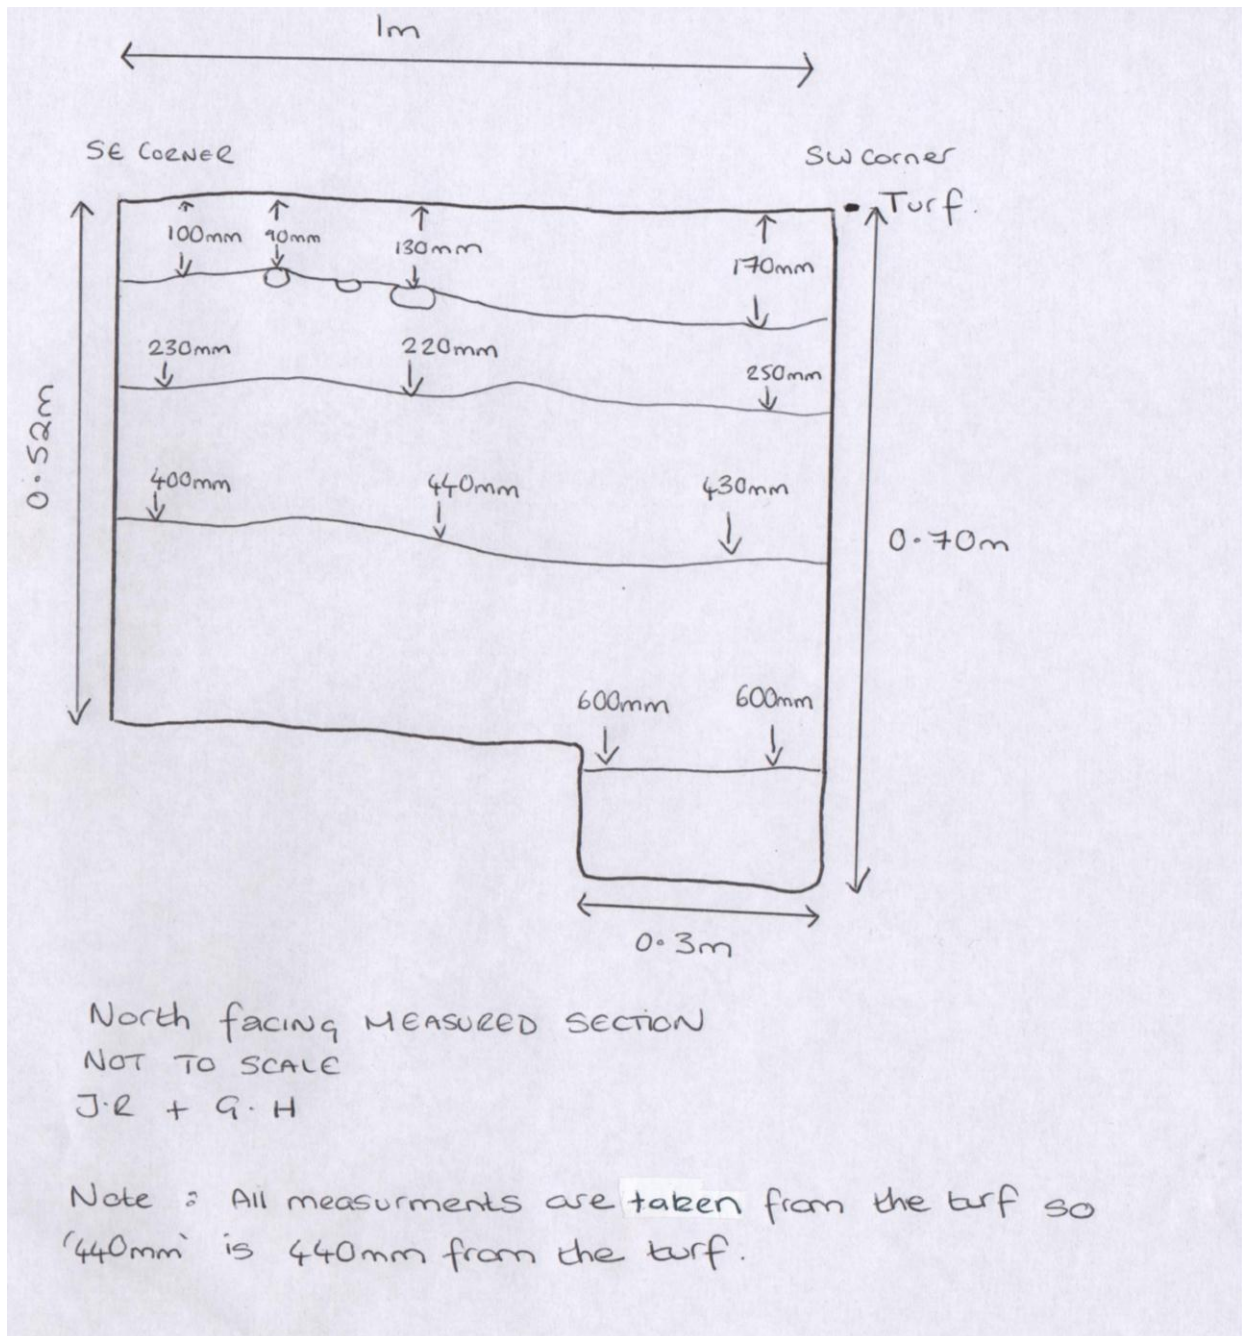 1m
SE CORNER
SW corner
Turf.
100mm
90mm
130mm
170mm
230mm
220mm
250mm
0.52m
400mm
440mm
430mm
0.70m
600mm
600mm
0.3m
North facing MEASURED SECTION
NOT TO SCALE
J.R + G.H
Note : All measurments are taken from the turf so
'440mm' is 440mm from the turf.